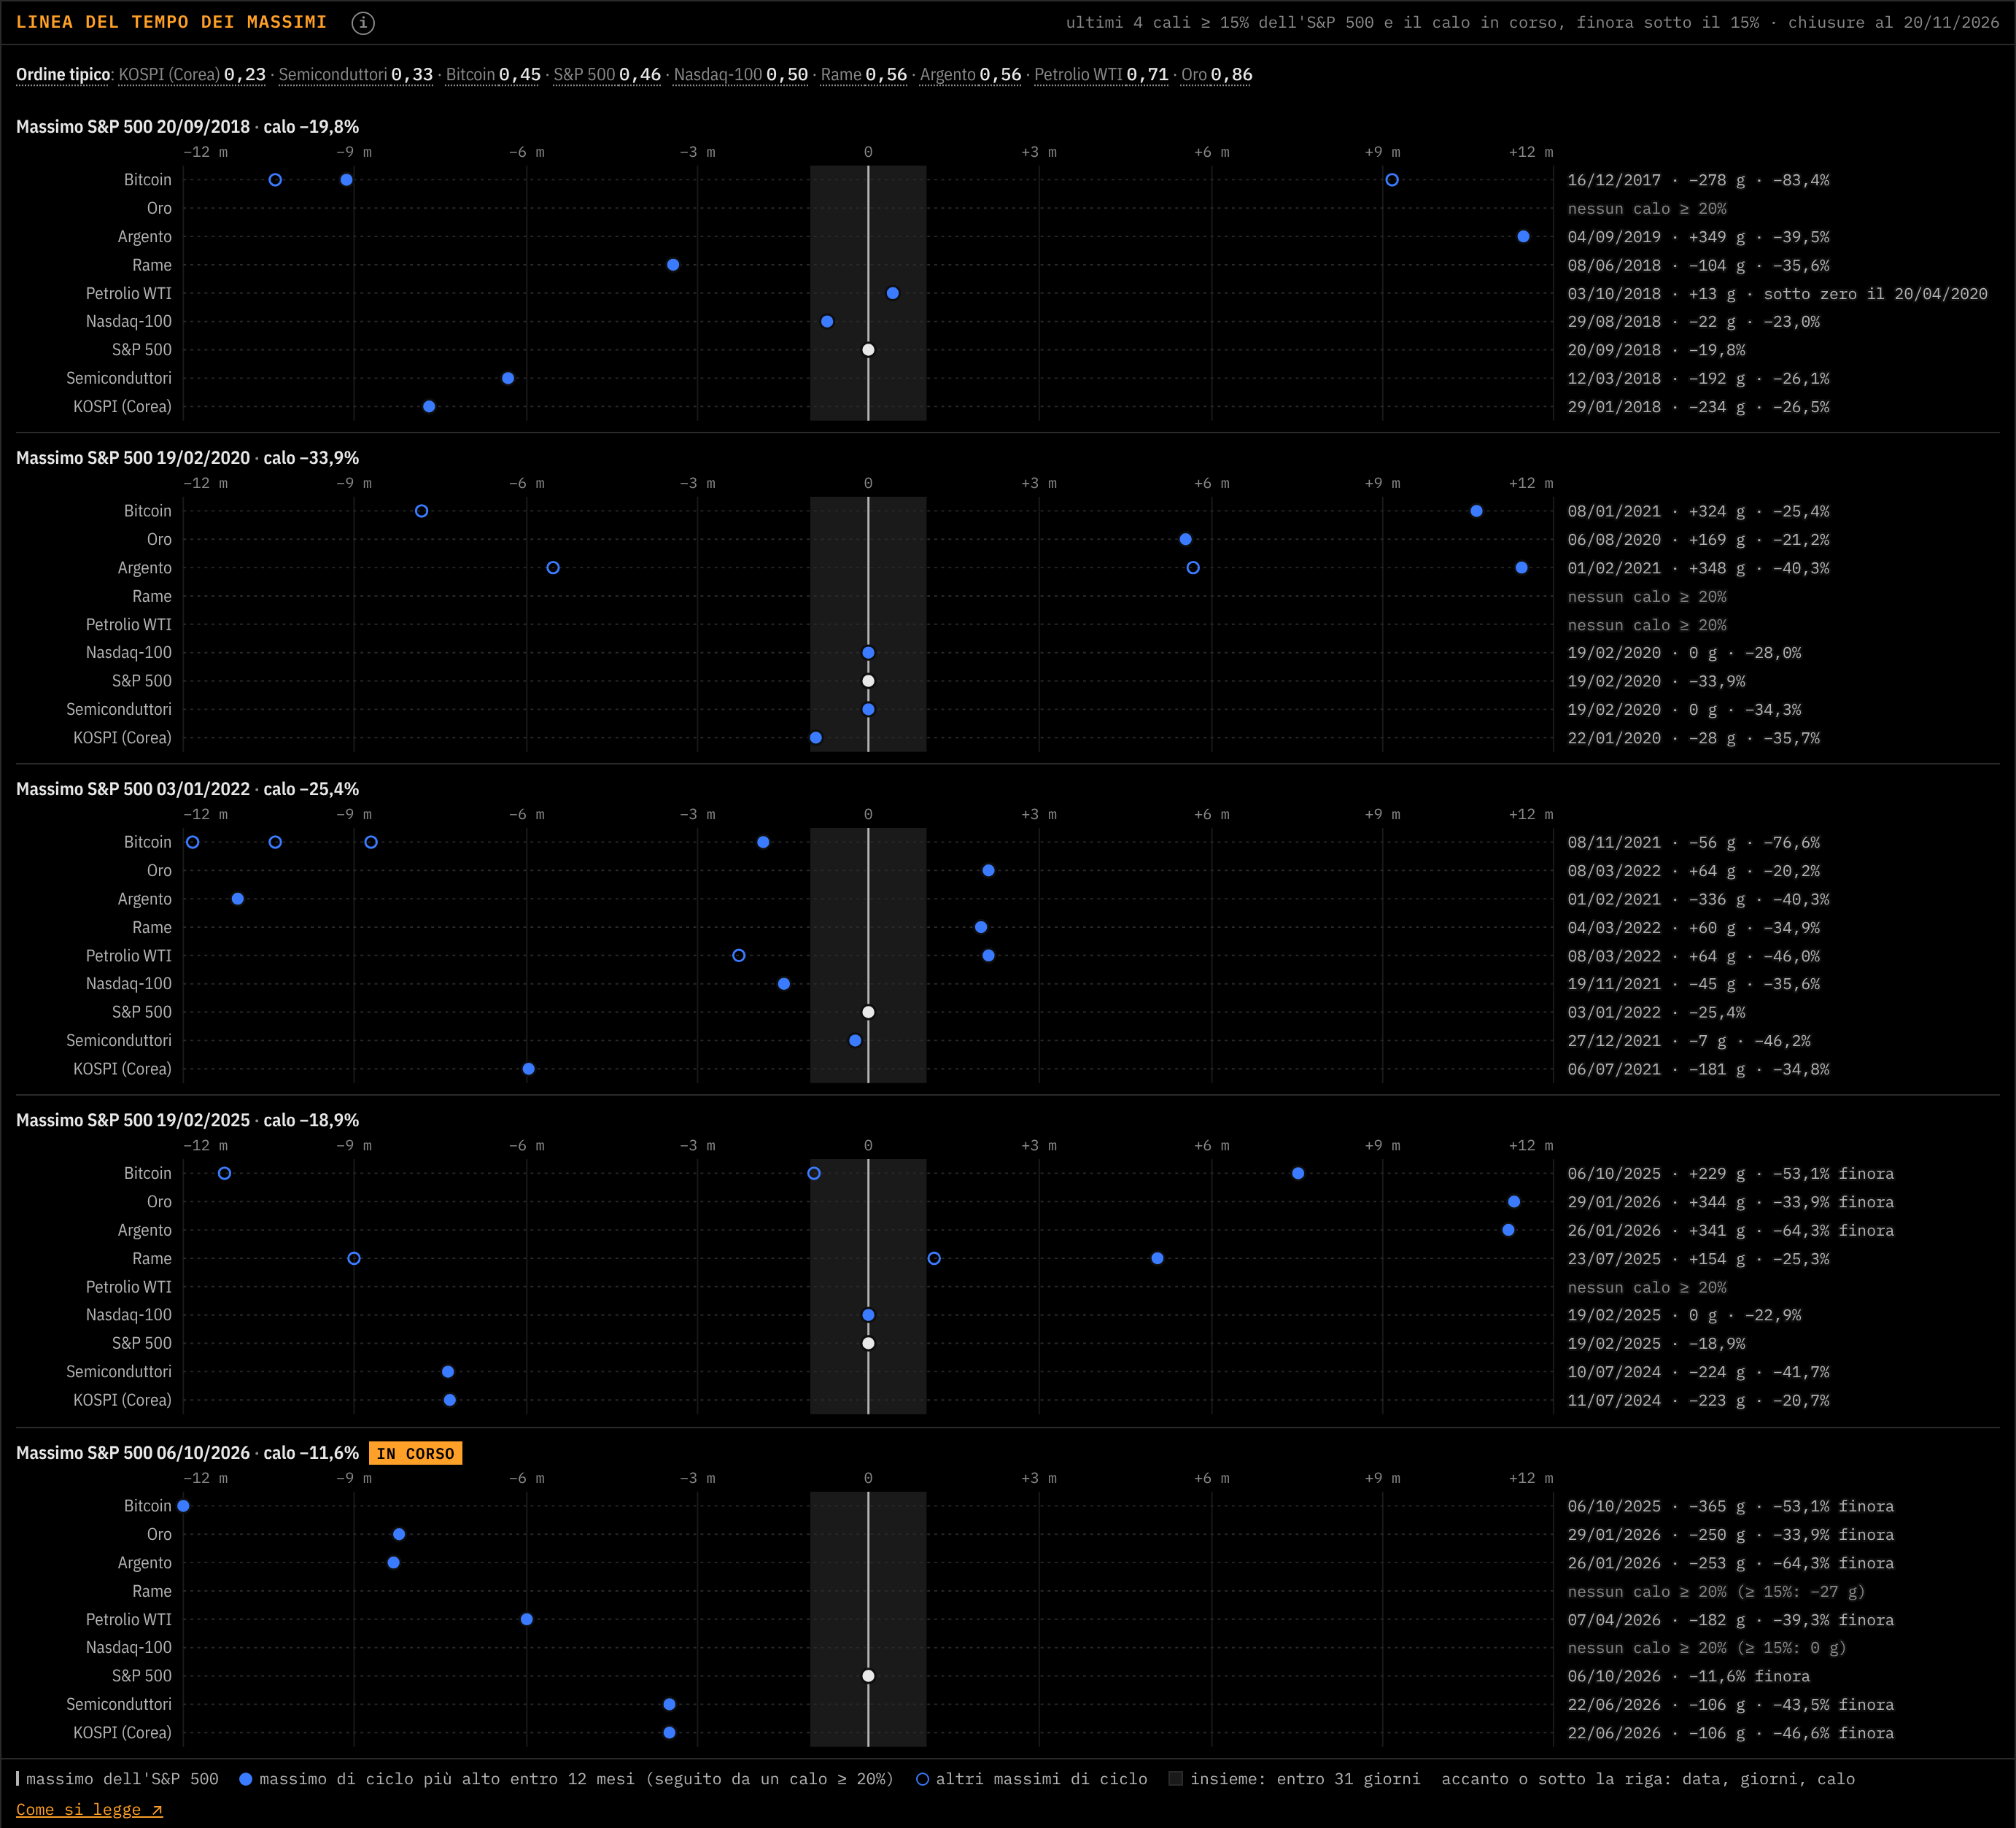 LINEA DEL TEMPO DEI MASSIMI i ultimi 4 cali ≥ 15% dell'S&P 500 e il calo in corso, finora sotto il 15% · chiusure al 20/11/2026
Ordine tipico: KOSPI (Corea) 0,23 · Semiconduttori 0,33 · Bitcoin 0,45 · S&P 500 0,46 · Nasdaq-100 0,50 · Rame 0,56 · Argento 0,56 · Petrolio WTI 0,71 · Oro 0,86
Massimo S&P 500 20/09/2018 · calo −19,8%
−12 m −9 m −6 m −3 m 0 +3 m +6 m +9 m +12 m
Bitcoin 16/12/2017 · −278 g · −83,4%
Oro nessun calo ≥ 20%
Argento 04/09/2019 · +349 g · −39,5%
Rame 08/06/2018 · −104 g · −35,6%
Petrolio WTI 03/10/2018 · +13 g · sotto zero il 20/04/2020
Nasdaq-100 29/08/2018 · −22 g · −23,0%
S&P 500 20/09/2018 · −19,8%
Semiconduttori 12/03/2018 · −192 g · −26,1%
KOSPI (Corea) 29/01/2018 · −234 g · −26,5%
Massimo S&P 500 19/02/2020 · calo −33,9%
−12 m −9 m −6 m −3 m 0 +3 m +6 m +9 m +12 m
Bitcoin 08/01/2021 · +324 g · −25,4%
Oro 06/08/2020 · +169 g · −21,2%
Argento 01/02/2021 · +348 g · −40,3%
Rame nessun calo ≥ 20%
Petrolio WTI nessun calo ≥ 20%
Nasdaq-100 19/02/2020 · 0 g · −28,0%
S&P 500 19/02/2020 · −33,9%
Semiconduttori 19/02/2020 · 0 g · −34,3%
KOSPI (Corea) 22/01/2020 · −28 g · −35,7%
Massimo S&P 500 03/01/2022 · calo −25,4%
−12 m −9 m −6 m −3 m 0 +3 m +6 m +9 m +12 m
Bitcoin 08/11/2021 · −56 g · −76,6%
Oro 08/03/2022 · +64 g · −20,2%
Argento 01/02/2021 · −336 g · −40,3%
Rame 04/03/2022 · +60 g · −34,9%
Petrolio WTI 08/03/2022 · +64 g · −46,0%
Nasdaq-100 19/11/2021 · −45 g · −35,6%
S&P 500 03/01/2022 · −25,4%
Semiconduttori 27/12/2021 · −7 g · −46,2%
KOSPI (Corea) 06/07/2021 · −181 g · −34,8%
Massimo S&P 500 19/02/2025 · calo −18,9%
−12 m −9 m −6 m −3 m 0 +3 m +6 m +9 m +12 m
Bitcoin 06/10/2025 · +229 g · −53,1% finora
Oro 29/01/2026 · +344 g · −33,9% finora
Argento 26/01/2026 · +341 g · −64,3% finora
Rame 23/07/2025 · +154 g · −25,3%
Petrolio WTI nessun calo ≥ 20%
Nasdaq-100 19/02/2025 · 0 g · −22,9%
S&P 500 19/02/2025 · −18,9%
Semiconduttori 10/07/2024 · −224 g · −41,7%
KOSPI (Corea) 11/07/2024 · −223 g · −20,7%
Massimo S&P 500 06/10/2026 · calo −11,6% IN CORSO
−12 m −9 m −6 m −3 m 0 +3 m +6 m +9 m +12 m
Bitcoin 06/10/2025 · −365 g · −53,1% finora
Oro 29/01/2026 · −250 g · −33,9% finora
Argento 26/01/2026 · −253 g · −64,3% finora
Rame nessun calo ≥ 20% (≥ 15%: −27 g)
Petrolio WTI 07/04/2026 · −182 g · −39,3% finora
Nasdaq-100 nessun calo ≥ 20% (≥ 15%: 0 g)
S&P 500 06/10/2026 · −11,6% finora
Semiconduttori 22/06/2026 · −106 g · −43,5% finora
KOSPI (Corea) 22/06/2026 · −106 g · −46,6% finora
massimo dell'S&P 500 massimo di ciclo più alto entro 12 mesi (seguito da un calo ≥ 20%) altri massimi di ciclo insieme: entro 31 giorni accanto o sotto la riga: data, giorni, calo
Come si legge ↗